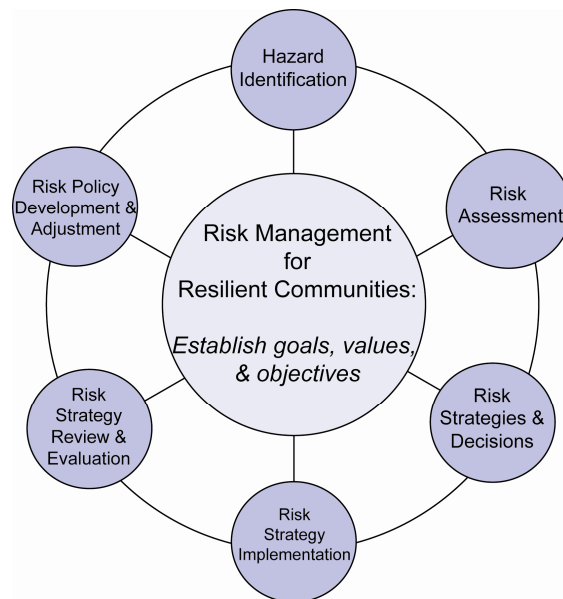 Hazard
Identification
Risk
Assessment
Risk
Strategies &
Decisions
Risk
Strategy
Implementation
Risk
Strategy
Review &
Evaluation
Risk Policy
Development &
Adjustment
Risk Management
for
Resilient Communities:
Establish goals, values,
& objectives